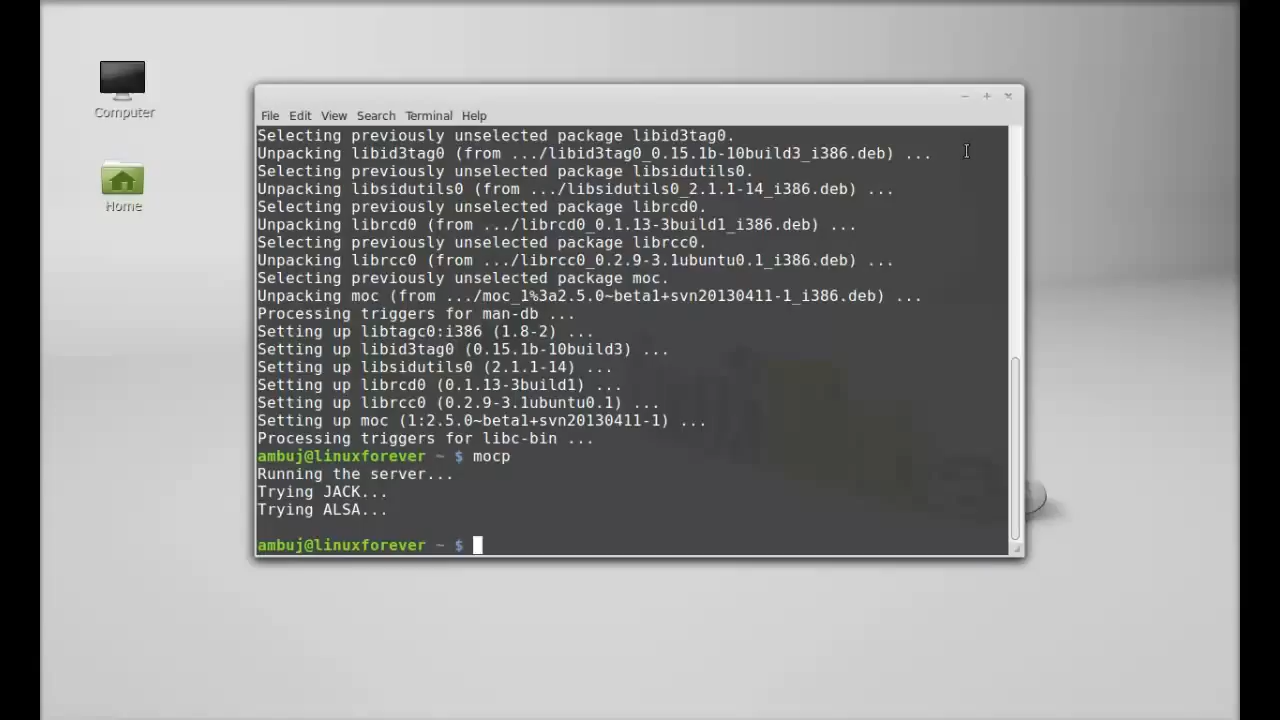 Computer
Home
File Edit View Search Terminal Help
Selecting previously unselected package libid3tag0.
Unpacking libid3tag0 (from .../libid3tag0_0.15.1b-10build3_i386.deb) ...
Selecting previously unselected package libsidutils0.
Unpacking libsidutils0 (from .../libsidutils0_2.1.1-14_i386.deb) ...
Selecting previously unselected package librcd0.
Unpacking librcd0 (from .../librcd0_0.1.13-3build1_i386.deb) ...
Selecting previously unselected package librcc0.
Unpacking librcc0 (from .../librcc0_0.2.9-3.1ubuntu0.1_i386.deb) ...
Selecting previously unselected package moc.
Unpacking moc (from .../moc_1%3a2.5.0~beta1+svn20130411-1_i386.deb) ...
Processing triggers for man-db ...
Setting up libtagc0:i386 (1.8-2) ...
Setting up libid3tag0 (0.15.1b-10build3) ...
Setting up libsidutils0 (2.1.1-14) ...
Setting up librcd0 (0.1.13-3build1) ...
Setting up librcc0 (0.2.9-3.1ubuntu0.1) ...
Setting up moc (1:2.5.0~beta1+svn20130411-1) ...
Processing triggers for libc-bin ...
ambuj@linuxforever ~ $ mocp
Running the server...
Trying JACK...
Trying ALSA...
ambuj@linuxforever ~ $